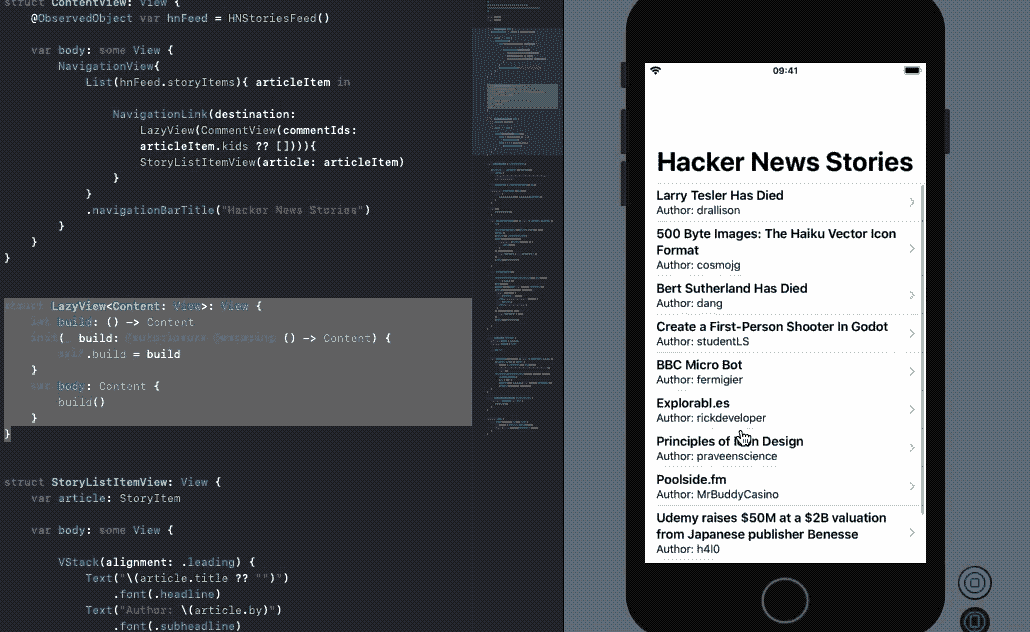 struct ContentView: View {
@ObservedObject var hnFeed = HNStoriesFeed()
var body: some View {
NavigationView{
List(hnFeed.storyItems){ articleItem in
NavigationLink(destination:
LazyView(CommentView(commentIds:
articleItem.kids ?? []))){
StoryListItemView(article: articleItem)
}
}
.navigationBarTitle("Hacker News Stories")
}
}
}
struct LazyView<Content: View>: View {
let build: () -> Content
init(_ build: @autoclosure @escaping () -> Content) {
self.build = build
}
var body: Content {
build()
}
}
struct StoryListItemView: View {
var article: StoryItem
var body: some View {
VStack(alignment: .leading) {
Text("\(article.title ?? "")")
.font(.headline)
Text("Author: \(article.by)")
.font(.subheadline)
09:41
Hacker News Stories
Larry Tesler Has Died
Author: drallison
500 Byte Images: The Haiku Vector Icon
Format
Author: cosmojg
Bert Sutherland Has Died
Author: dang
Create a First-Person Shooter In Godot
Author: studentLS
BBC Micro Bot
Author: fermigier
Explorabl.es
Author: rickdeveloper
Principles of Design
Author: praveenscience
Poolside.fm
Author: MrBuddyCasino
Udemy raises $50M at a $2B valuation
from Japanese publisher Benesse
Author: h4l0